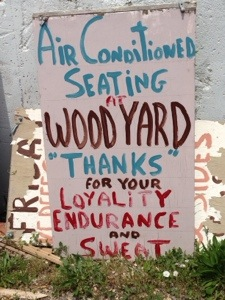 AIR CONDITIONED
SEATING
AT
WOODYARD
"THANKS"
FOR YOUR
LOYALITY
ENDURANCE
AND
SWEAT